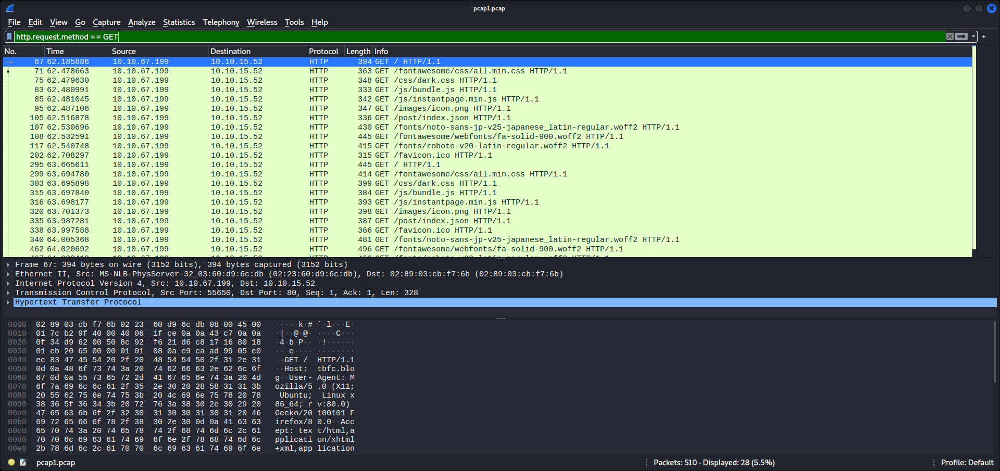 pcap1.pcap
File Edit View Go Capture Analyze Statistics Telephony Wireless Tools Help
http.request.method == GET
+
No. Time Source Destination Protocol Length Info
67 62.185886 10.10.67.199 10.10.15.52 HTTP 394 GET / HTTP/1.1
71 62.478663 10.10.67.199 10.10.15.52 HTTP 363 GET /fontawesome/css/all.min.css HTTP/1.1
75 62.479630 10.10.67.199 10.10.15.52 HTTP 348 GET /css/dark.css HTTP/1.1
83 62.480991 10.10.67.199 10.10.15.52 HTTP 333 GET /js/bundle.js HTTP/1.1
85 62.481045 10.10.67.199 10.10.15.52 HTTP 342 GET /js/instantpage.min.js HTTP/1.1
95 62.487106 10.10.67.199 10.10.15.52 HTTP 347 GET /images/icon.png HTTP/1.1
105 62.516878 10.10.67.199 10.10.15.52 HTTP 336 GET /post/index.json HTTP/1.1
107 62.530696 10.10.67.199 10.10.15.52 HTTP 430 GET /fonts/noto-sans-jp-v25-japanese_latin-regular.woff2 HTTP/1.1
108 62.532591 10.10.67.199 10.10.15.52 HTTP 445 GET /fontawesome/webfonts/fa-solid-900.woff2 HTTP/1.1
117 62.540748 10.10.67.199 10.10.15.52 HTTP 415 GET /fonts/roboto-v20-latin-regular.woff2 HTTP/1.1
202 62.708297 10.10.67.199 10.10.15.52 HTTP 315 GET /favicon.ico HTTP/1.1
295 63.665611 10.10.67.199 10.10.15.52 HTTP 445 GET / HTTP/1.1
299 63.694780 10.10.67.199 10.10.15.52 HTTP 414 GET /fontawesome/css/all.min.css HTTP/1.1
303 63.695898 10.10.67.199 10.10.15.52 HTTP 399 GET /css/dark.css HTTP/1.1
315 63.697840 10.10.67.199 10.10.15.52 HTTP 384 GET /js/bundle.js HTTP/1.1
316 63.698177 10.10.67.199 10.10.15.52 HTTP 393 GET /js/instantpage.min.js HTTP/1.1
320 63.701373 10.10.67.199 10.10.15.52 HTTP 398 GET /images/icon.png HTTP/1.1
335 63.987281 10.10.67.199 10.10.15.52 HTTP 387 GET /post/index.json HTTP/1.1
338 63.997588 10.10.67.199 10.10.15.52 HTTP 366 GET /favicon.ico HTTP/1.1
340 64.005368 10.10.67.199 10.10.15.52 HTTP 481 GET /fonts/noto-sans-jp-v25-japanese_latin-regular.woff2 HTTP/1.1
462 64.020692 10.10.67.199 10.10.15.52 HTTP 496 GET /fontawesome/webfonts/fa-solid-900.woff2 HTTP/1.1
Frame 67: 394 bytes on wire (3152 bits), 394 bytes captured (3152 bits)
Ethernet II, Src: MS-NLB-PhysServer-32_03:60:d9:6c:db (02:23:60:d9:6c:db), Dst: 02:89:03:cb:f7:6b (02:89:03:cb:f7:6b)
Internet Protocol Version 4, Src: 10.10.67.199, Dst: 10.10.15.52
Transmission Control Protocol, Src Port: 55650, Dst Port: 80, Seq: 1, Ack: 1, Len: 328
Hypertext Transfer Protocol
0000 02 89 03 cb f7 6b 02 23 60 d9 6c db 08 00 45 00 ·····k·# `·l···E·
0010 01 7c b2 9f 40 00 40 06 1f ce 0a 0a 43 c7 0a 0a ·|··@·@· ····C···
0020 0f 34 d9 62 00 50 8c 92 f6 21 d6 c8 17 16 80 18 ·4·b·P·· ·!······
0030 01 eb 20 65 00 00 01 01 08 0a e9 ca ad 99 05 c0 ·· e···· ········
0040 ec 83 47 45 54 20 2f 20 48 54 54 50 2f 31 2e 31 ··GET / HTTP/1.1
0050 0d 0a 48 6f 73 74 3a 20 74 62 66 63 2e 62 6c 6f ··Host: tbfc.blo
0060 67 0d 0a 55 73 65 72 2d 41 67 65 6e 74 3a 20 4d g··User- Agent: M
0070 6f 7a 69 6c 6c 61 2f 35 2e 30 20 28 58 31 31 3b ozilla/5 .0 (X11;
0080 20 55 62 75 6e 74 75 3b 20 4c 69 6e 75 78 20 78 Ubuntu; Linux x
0090 38 36 5f 36 34 3b 20 72 76 3a 38 30 2e 30 29 20 86_64; r v:80.0)
00a0 47 65 63 6b 6f 2f 32 30 31 30 30 31 30 31 20 46 Gecko/20 100101 F
00b0 69 72 65 66 6f 78 2f 38 30 2e 30 0d 0a 41 63 63 irefox/8 0.0··Acc
00c0 65 70 74 3a 20 74 65 78 74 2f 68 74 6d 6c 2c 61 ept: tex t/html,a
00d0 70 70 6c 69 63 61 74 69 6f 6e 2f 78 68 74 6d 6c pplicati on/xhtml
00e0 2b 78 6d 6c 2c 61 70 70 6c 69 63 61 74 69 6f 6e +xml,app lication
pcap1.pcap Packets: 510 · Displayed: 28 (5.5%) Profile: Default